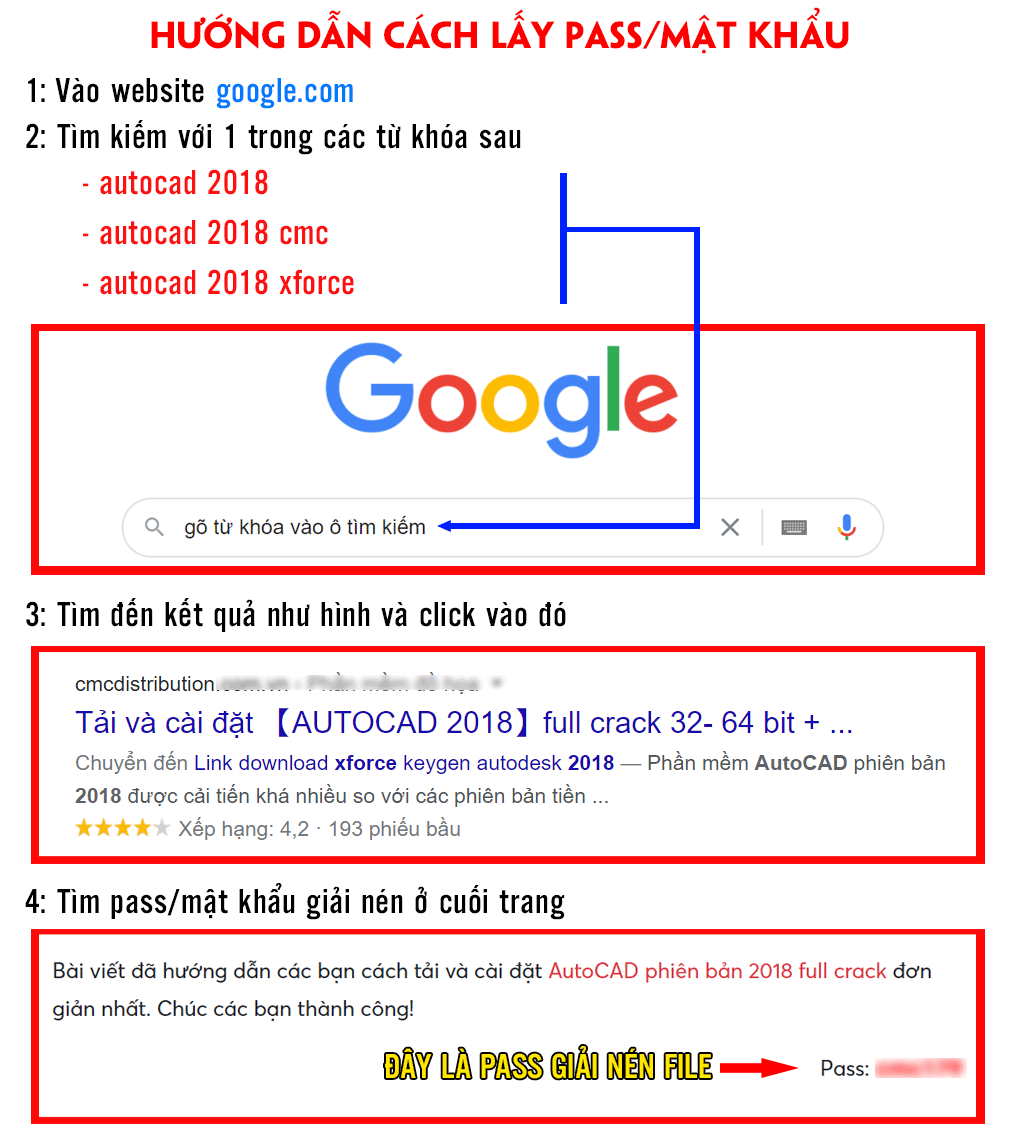 HƯỚNG DẪN CÁCH LẤY PASS/MẬT KHẨU
1: Vào website google.com
2: Tìm kiếm với 1 trong các từ khóa sau
- autocad 2018
- autocad 2018 cmc
- autocad 2018 xforce
Google
gõ từ khóa vào ô tìm kiếm
3: Tìm đến kết quả như hình và click vào đó
cmcdistribution
Tải và cài đặt 【AUTOCAD 2018】full crack 32- 64 bit + ...
Chuyển đến Link download xforce keygen autodesk 2018 — Phần mềm AutoCAD phiên bản
2018 được cải tiến khá nhiều so với các phiên bản tiền ...
Xếp hạng: 4,2 · 193 phiếu bầu
4: Tìm pass/mật khẩu giải nén ở cuối trang
Bài viết đã hướng dẫn các bạn cách tải và cài đặt AutoCAD phiên bản 2018 full crack đơn
giản nhất. Chúc các bạn thành công!
ĐÂY LÀ PASS GIẢI NÉN FILE
Pass: